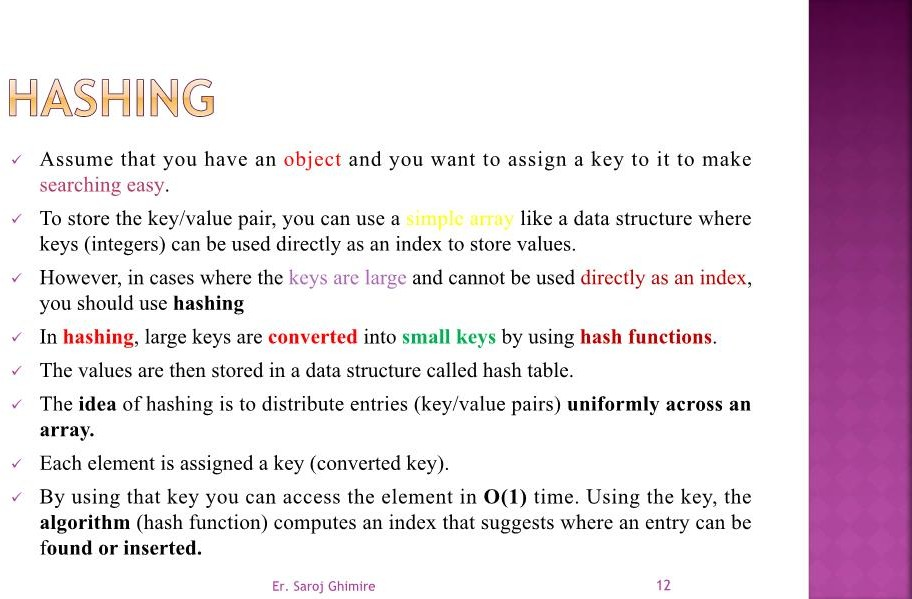 HASHING
✓ Assume that you have an object and you want to assign a key to it to make
searching easy.
✓ To store the key/value pair, you can use a simple array like a data structure where
keys (integers) can be used directly as an index to store values.
✓ However, in cases where the keys are large and cannot be used directly as an index,
you should use hashing
✓ In hashing, large keys are converted into small keys by using hash functions.
✓ The values are then stored in a data structure called hash table.
✓ The idea of hashing is to distribute entries (key/value pairs) uniformly across an
array.
✓ Each element is assigned a key (converted key).
✓ By using that key you can access the element in O(1) time. Using the key, the
algorithm (hash function) computes an index that suggests where an entry can be
found or inserted.
Er. Saroj Ghimire 12